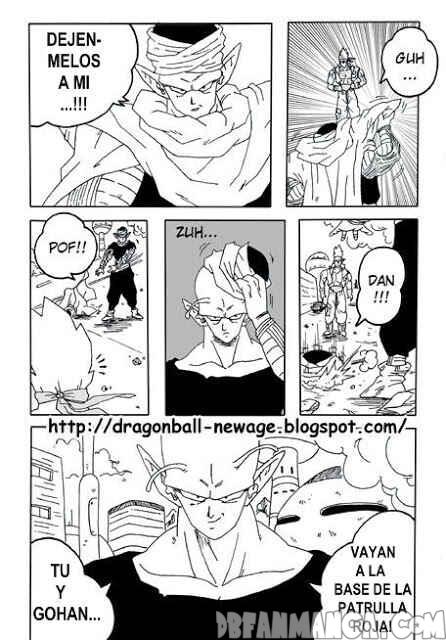 DEJEN-
MELOS
A MI
...!!!
GUH
...
POF!!
ZUH...
DAN
!!!
http://dragonball-newage.blogspot.com/
TU
Y
GOHAN...
VAYAN
A LA
BASE DE LA
PATRULLA
ROJA!
DBFANMANGA.COM